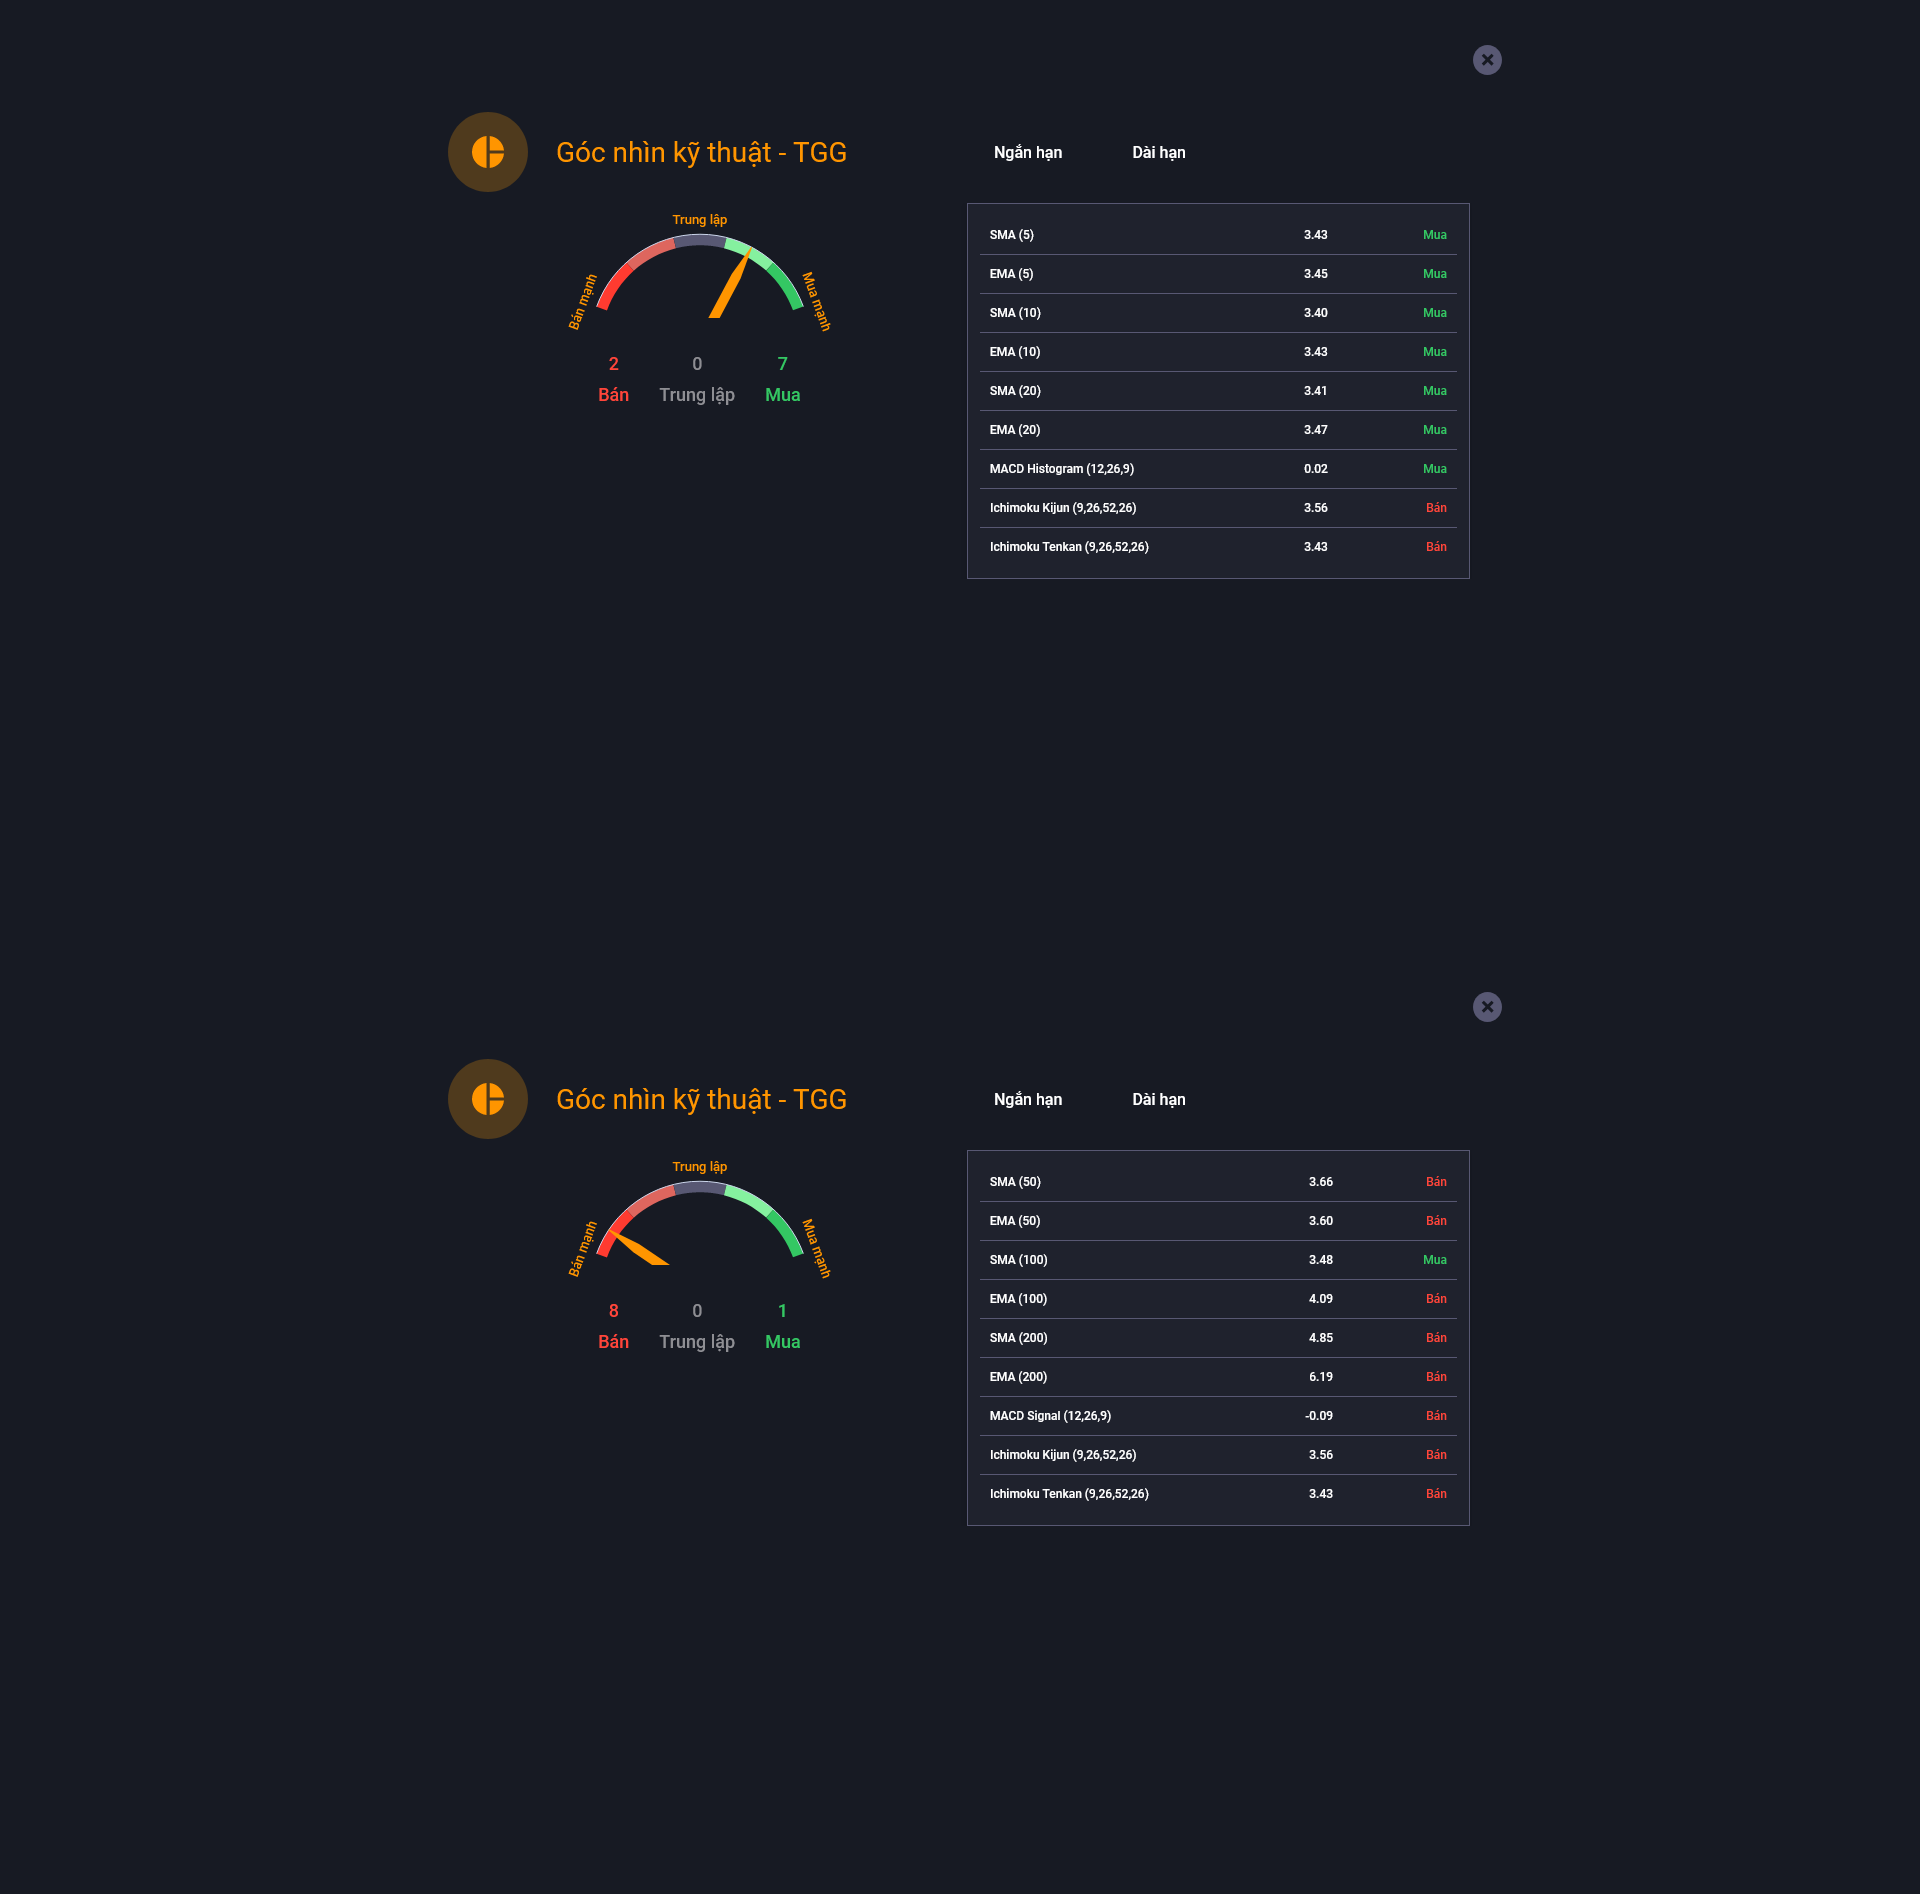 Góc nhìn kỹ thuật - TGG
Ngắn hạn Dài hạn
Trung lập
Bán mạnh
Mua mạnh
2 0 7
Bán Trung lập Mua
SMA (5) 3.43 Mua
EMA (5) 3.45 Mua
SMA (10) 3.40 Mua
EMA (10) 3.43 Mua
SMA (20) 3.41 Mua
EMA (20) 3.47 Mua
MACD Histogram (12,26,9) 0.02 Mua
Ichimoku Kijun (9,26,52,26) 3.56 Bán
Ichimoku Tenkan (9,26,52,26) 3.43 Bán
Góc nhìn kỹ thuật - TGG
Ngắn hạn Dài hạn
Trung lập
Bán mạnh
Mua mạnh
8 0 1
Bán Trung lập Mua
SMA (50) 3.66 Bán
EMA (50) 3.60 Bán
SMA (100) 3.48 Mua
EMA (100) 4.09 Bán
SMA (200) 4.85 Bán
EMA (200) 6.19 Bán
MACD Signal (12,26,9) -0.09 Bán
Ichimoku Kijun (9,26,52,26) 3.56 Bán
Ichimoku Tenkan (9,26,52,26) 3.43 Bán